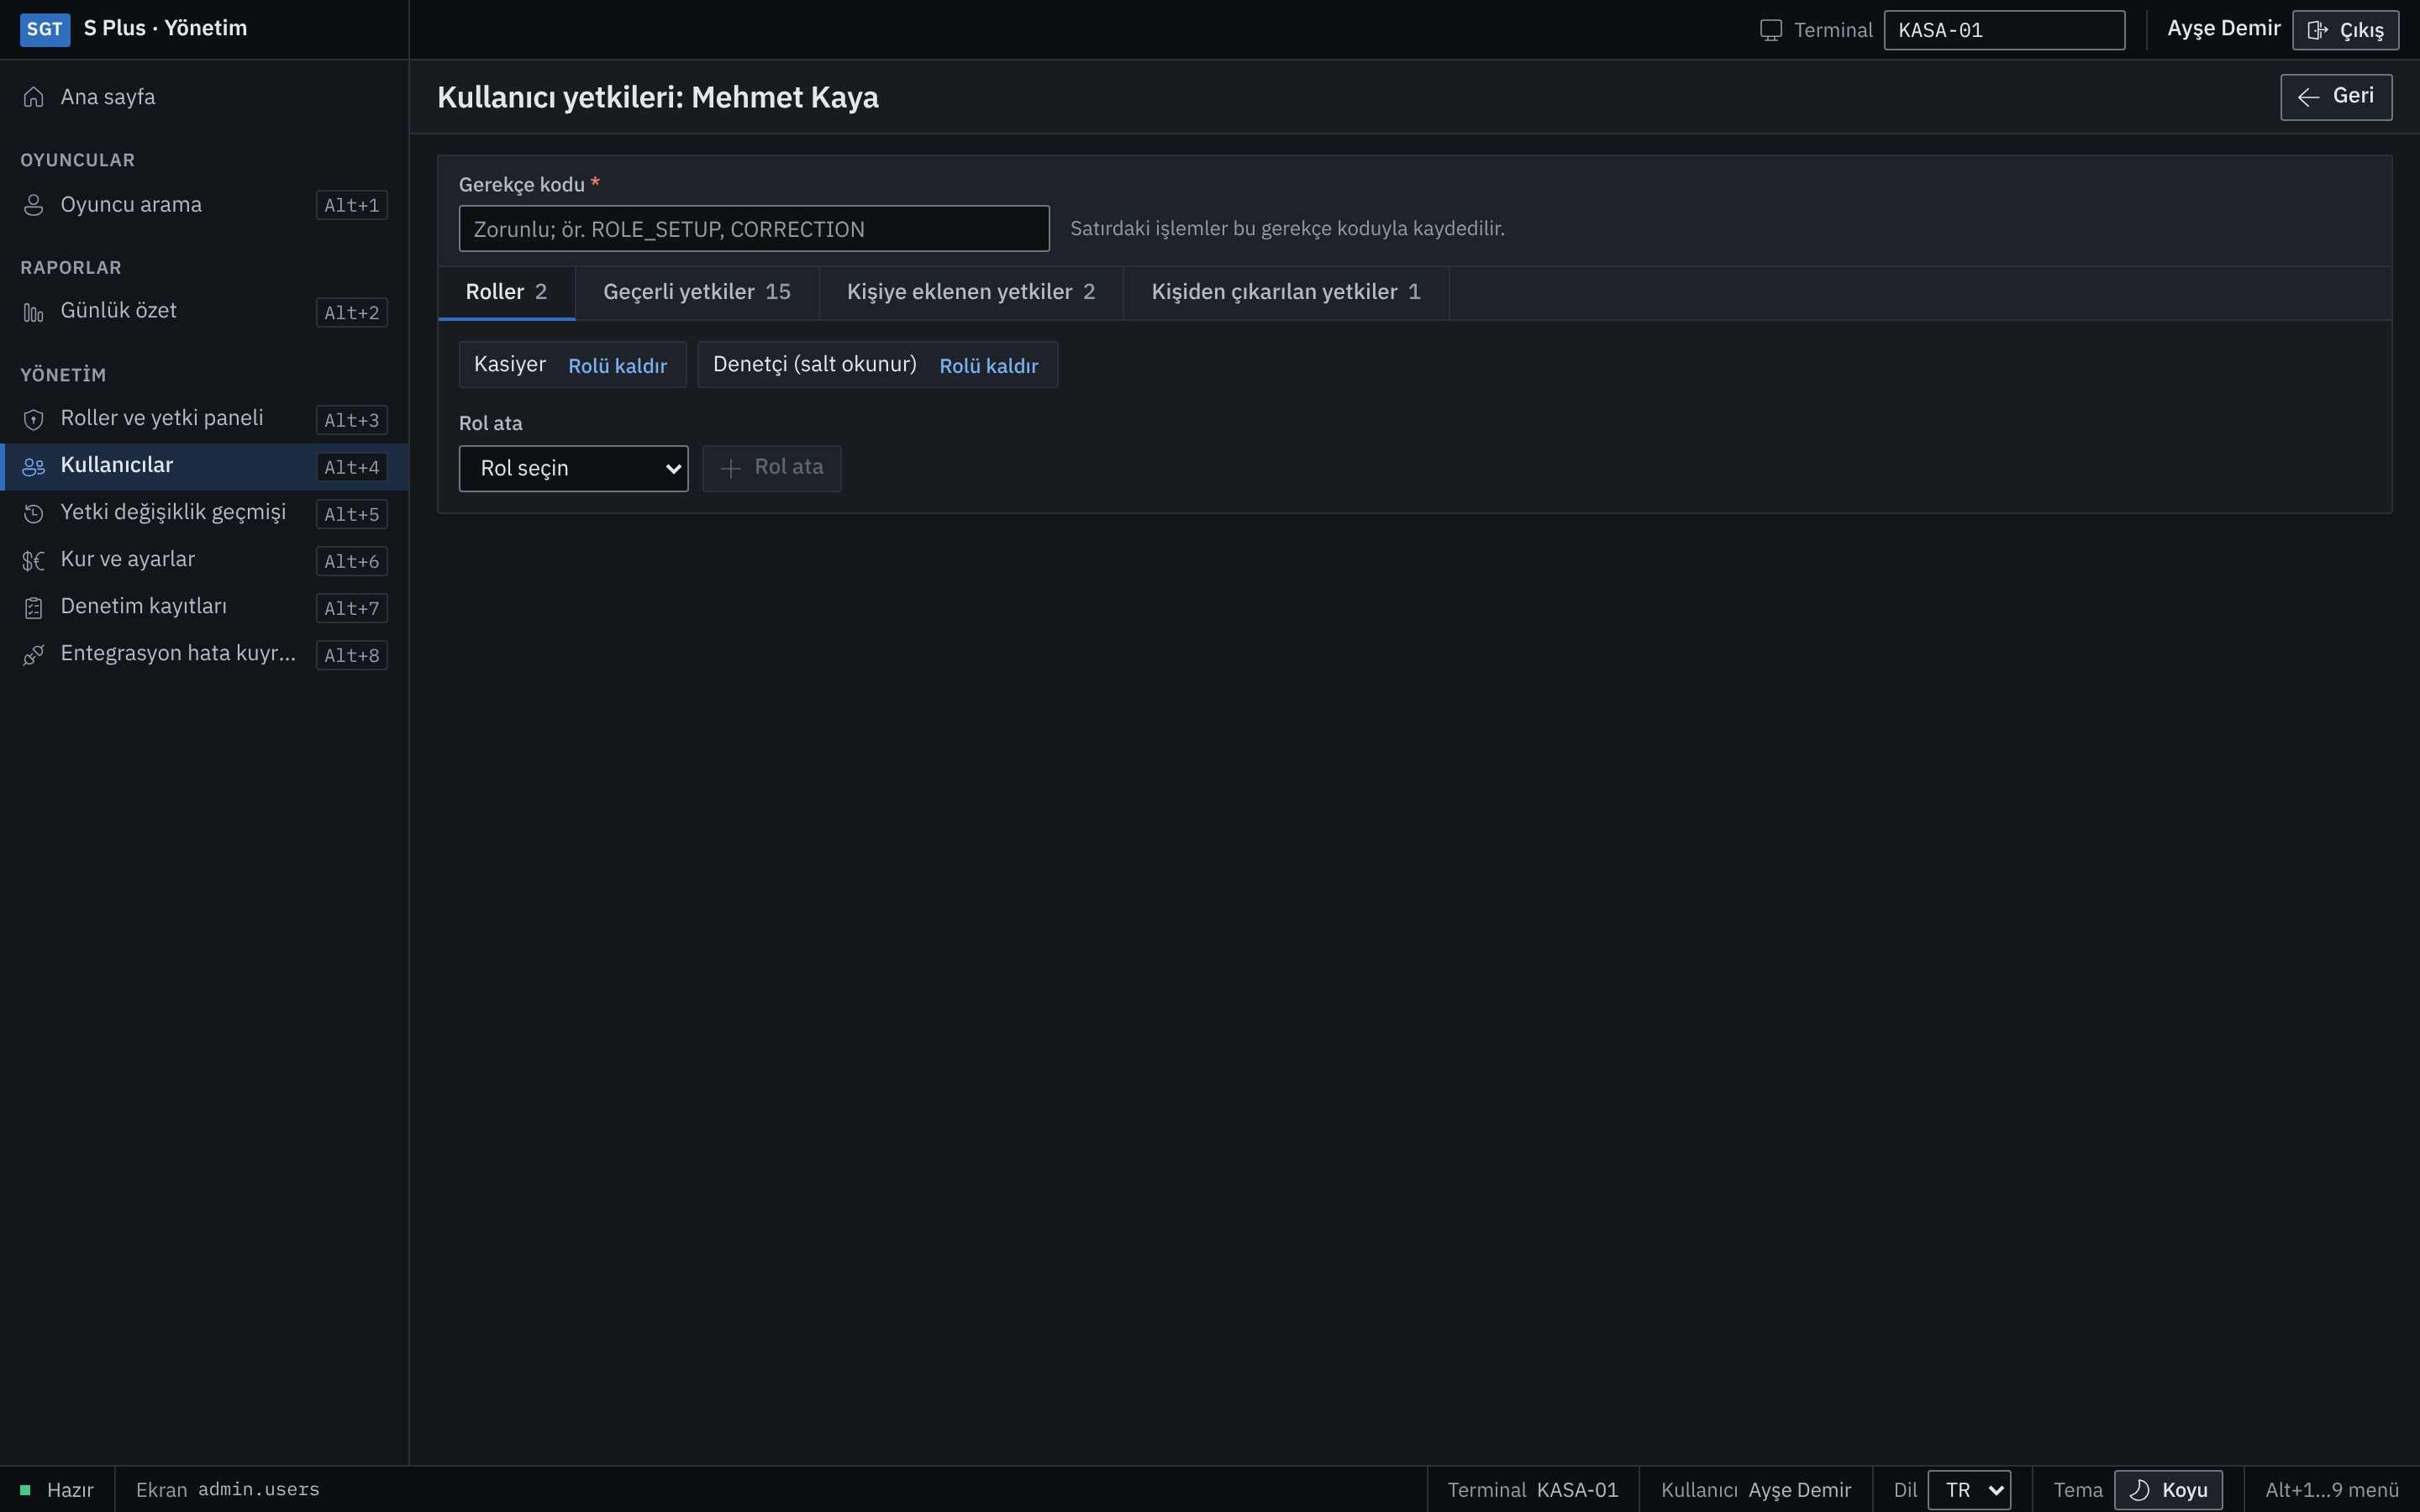 SGT S Plus · Yönetim
Terminal KASA-01 Ayşe Demir Çıkış
Ana sayfa
OYUNCULAR
Oyuncu arama Alt+1
RAPORLAR
Günlük özet Alt+2
YÖNETİM
Roller ve yetki paneli Alt+3
Kullanıcılar Alt+4
Yetki değişiklik geçmişi Alt+5
Kur ve ayarlar Alt+6
Denetim kayıtları Alt+7
Entegrasyon hata kuyr... Alt+8
Kullanıcı yetkileri: Mehmet Kaya Geri
Gerekçe kodu *
Zorunlu; ör. ROLE_SETUP, CORRECTION Satırdaki işlemler bu gerekçe koduyla kaydedilir.
Roller 2 Geçerli yetkiler 15 Kişiye eklenen yetkiler 2 Kişiden çıkarılan yetkiler 1
Kasiyer Rolü kaldır Denetçi (salt okunur) Rolü kaldır
Rol ata
Rol seçin Rol ata
Hazır Ekran admin.users Terminal KASA-01 Kullanıcı Ayşe Demir Dil TR Tema Koyu Alt+1...9 menü